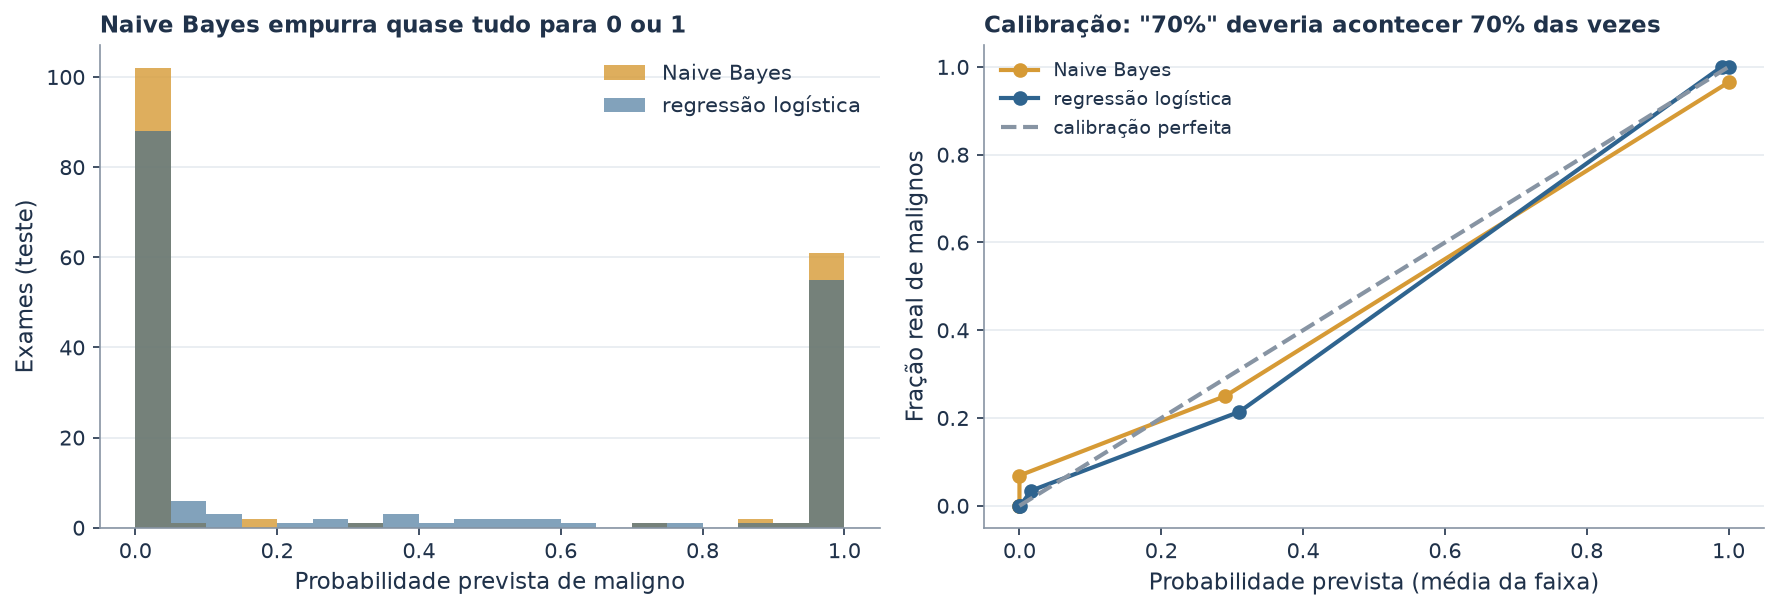 Naive Bayes empurra quase tudo para 0 ou 1
Naive Bayes
regressão logística
Exames (teste)
100
80
60
40
20
0
0.0 0.2 0.4 0.6 0.8 1.0
Probabilidade prevista de maligno
Calibração: "70%" deveria acontecer 70% das vezes
Naive Bayes
regressão logística
calibração perfeita
Fração real de malignos
1.0
0.8
0.6
0.4
0.2
0.0
0.0 0.2 0.4 0.6 0.8 1.0
Probabilidade prevista (média da faixa)